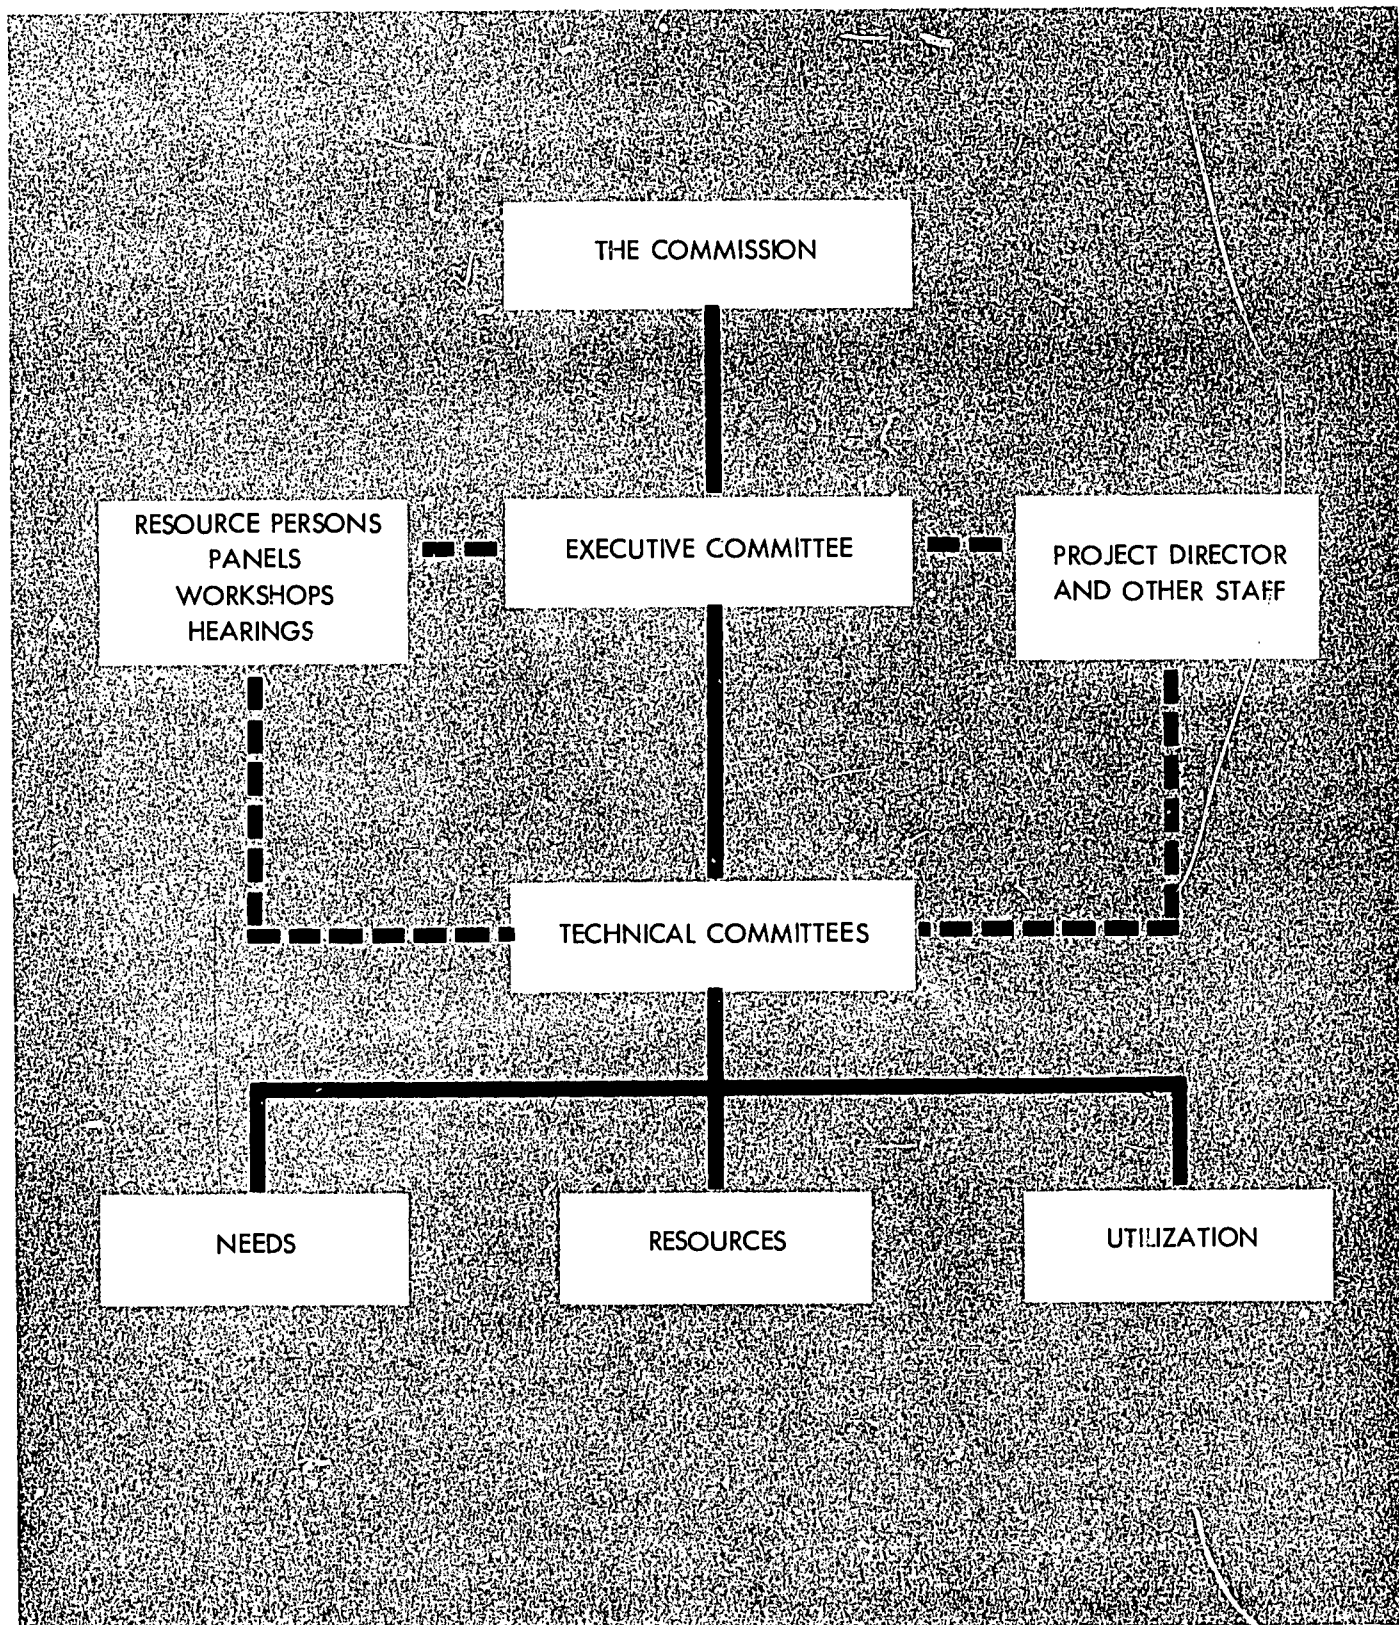 THE COMMISSION
RESOURCE PERSONS
PANELS
WORKSHOPS
HEARINGS
EXECUTIVE COMMITTEE
PROJECT DIRECTOR
AND OTHER STAFF
TECHNICAL COMMITTEES
NEEDS
RESOURCES
UTILIZATION